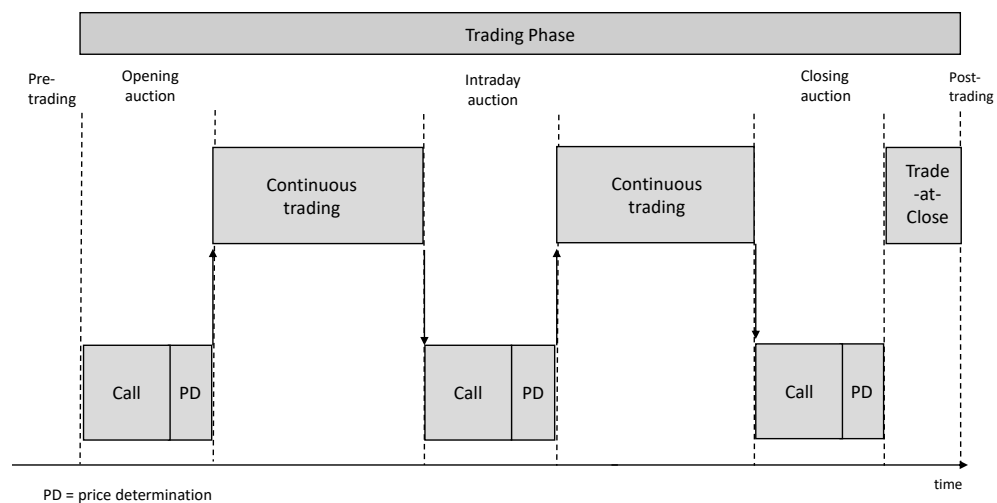 Trading Phase
Pre-
trading
Opening
auction
Intraday
auction
Closing
auction
Post-
trading
Continuous
trading
Continuous
trading
Trade
-at-
Close
Call
PD
Call
PD
Call
PD
time
PD = price determination